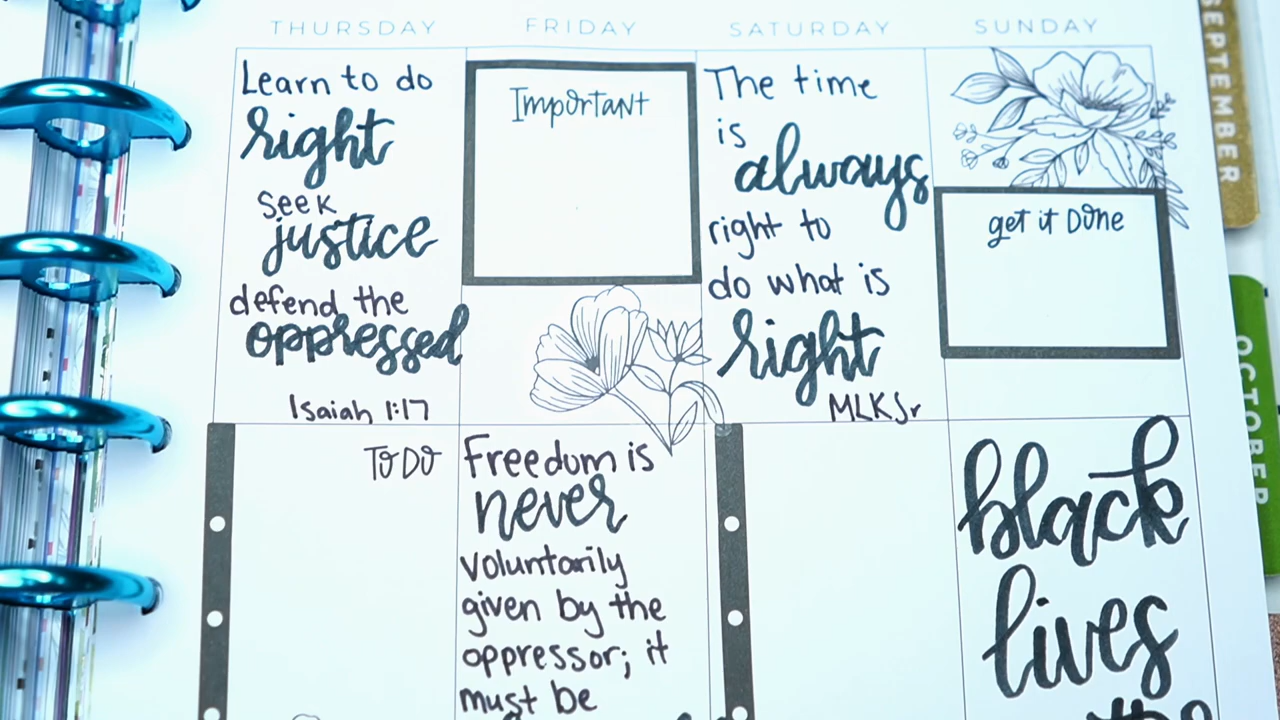 THURSDAY
FRIDAY
SATURDAY
SUNDAY
Learn to do
right
seek
justice
defend the
oppressed
Isaiah 1:17
Important
The time
is
always
right to
do what is
right
MLKJr
get it Done
TO DO
Freedom is
never
voluntarily
given by the
oppressor; it
must be
black
lives
SEPTEMBER
OCTOBER